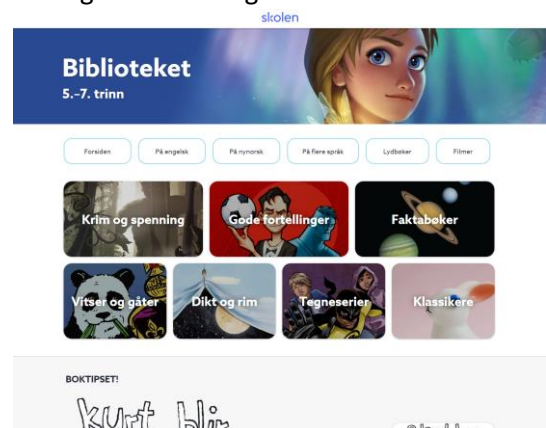 skolen
Biblioteket
5.-7. trinn
Forsiden
På engelsk
På nynorsk
På flere språk
Lydbøker
Filmer
Krim og spenning
Gode fortellinger
Faktabøker
Vitser og gåter
Dikt og rim
Tegneserier
Klassikere
BOKTIPSET!
kurt blir